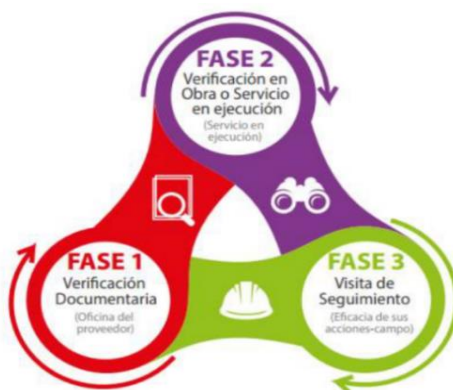 FASE 2
Verificación en
Obra o Servicio
en ejecución
(Servicio en
ejecución)
FASE 1
Verificación
Documentaria
(Oficina del
proveedor)
FASE 3
Visita de
Seguimiento
(Eficacia de sus
acciones-campo)